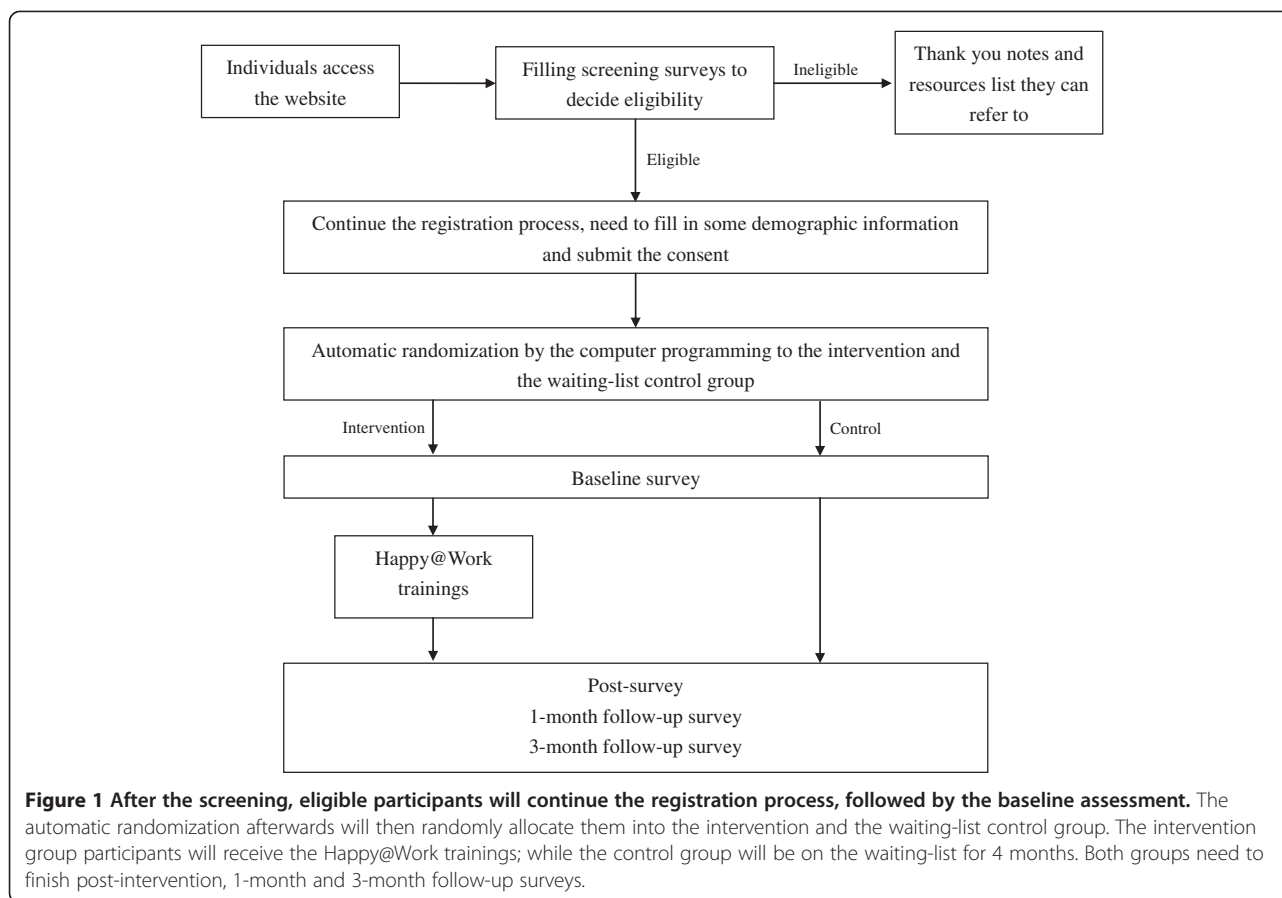 Individuals access
the website
Filling screening surveys to
decide eligibility
Ineligible
Thank you notes and
resources list they can
refer to
Eligible
Continue the registration process, need to fill in some demographic information
and submit the consent
Automatic randomization by the computer programming to the intervention and
the waiting-list control group
Intervention
Control
Baseline survey
Happy@Work
trainings
Post-survey
1-month follow-up survey
3-month follow-up survey
Figure 1 After the screening, eligible participants will continue the registration process, followed by the baseline assessment. The
automatic randomization afterwards will then randomly allocate them into the intervention and the waiting-list control group. The intervention
group participants will receive the Happy@Work trainings; while the control group will be on the waiting-list for 4 months. Both groups need to
finish post-intervention, 1-month and 3-month follow-up surveys.